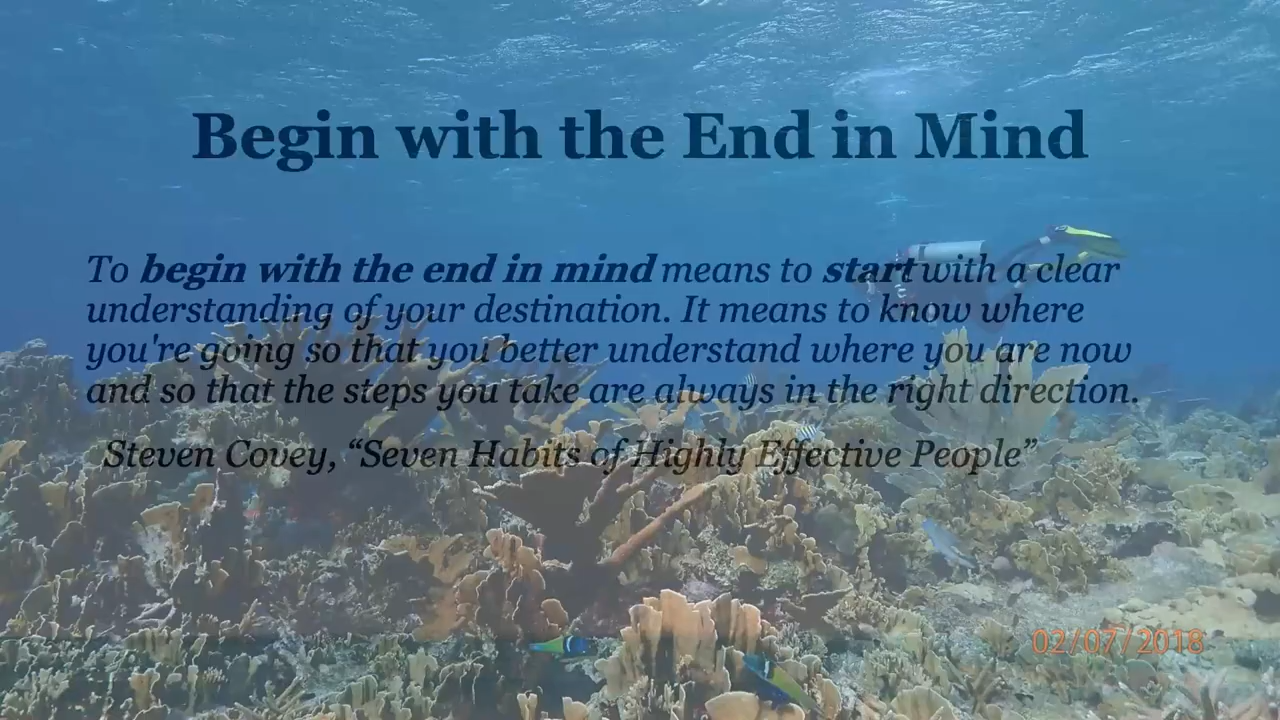 Begin with the End in Mind
To begin with the end in mind means to start with a clear
understanding of your destination. It means to know where
you're going so that you better understand where you are now
and so that the steps you take are always in the right direction.
Steven Covey, “Seven Habits of Highly Effective People”
02/07/2018